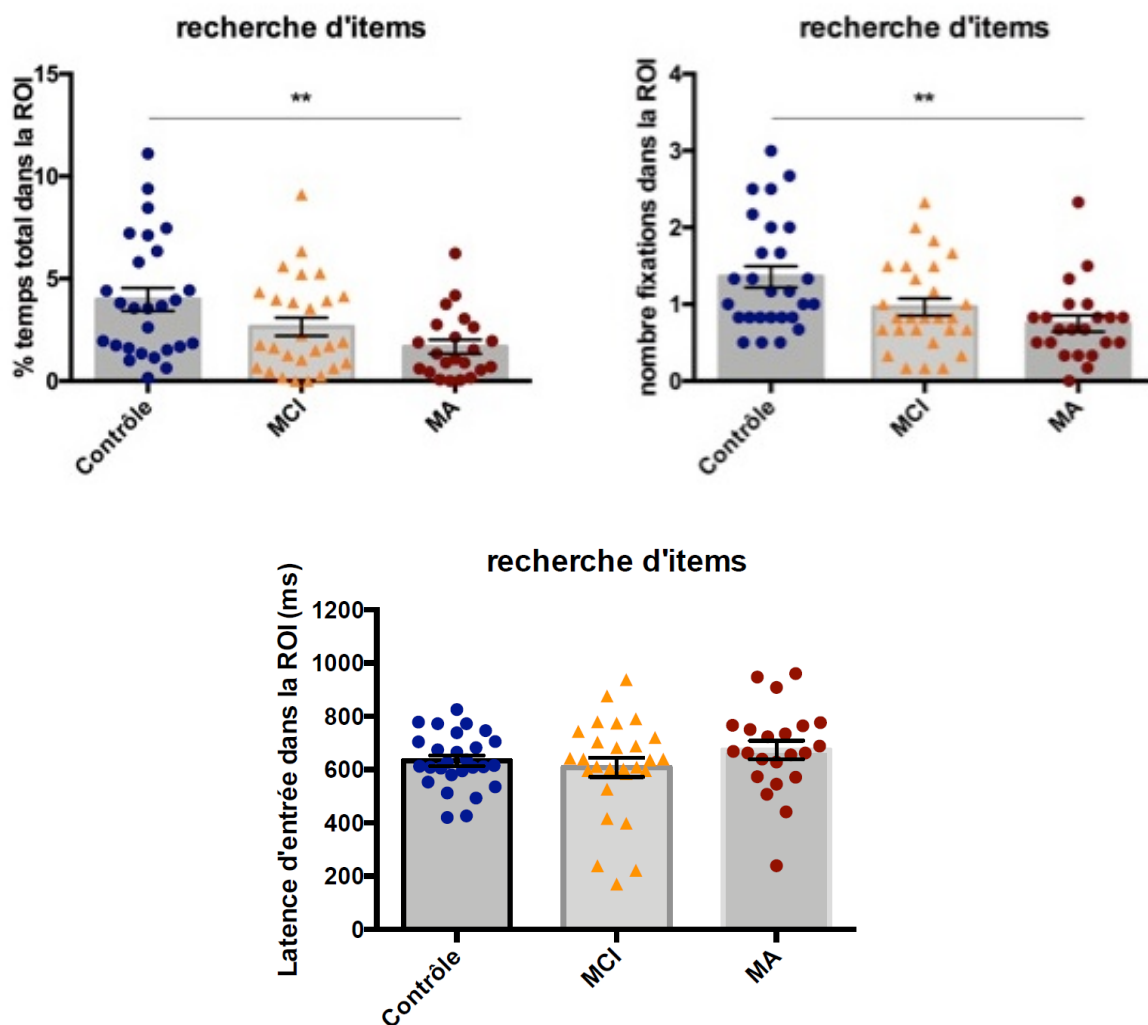 recherche d'items
% temps total dans la ROI
15
10
5
0
**
Contrôle
MCI
MA
recherche d'items
nombre fixations dans la ROI
4
3
2
1
0
**
Contrôle
MCI
MA
recherche d'items
Latence d'entrée dans la ROI (ms)
1200
1000
800
600
400
200
0
Contrôle
MCI
MA